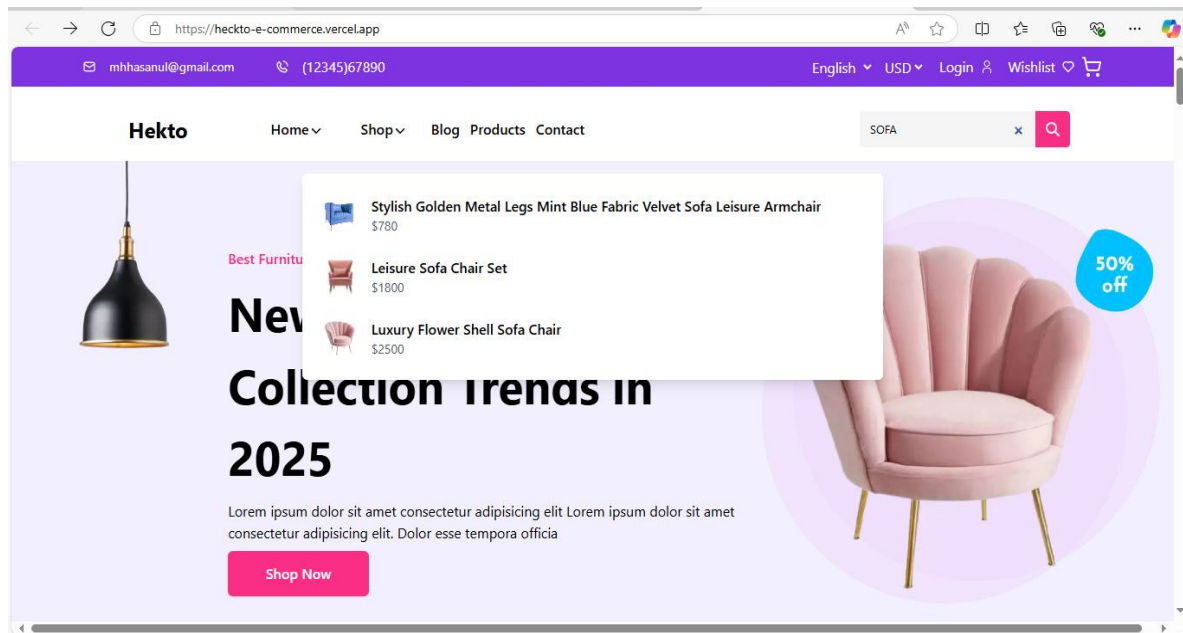 https://heckto-e-commerce.vercel.app
mhhasanul@gmail.com (12345)67890 English USD Login Wishlist
Hekto Home Shop Blog Products Contact SOFA
Stylish Golden Metal Legs Mint Blue Fabric Velvet Sofa Leisure Armchair
$780
Leisure Sofa Chair Set
$1800
Luxury Flower Shell Sofa Chair
$2500
Best Furnitu
New
Collection Trends in
2025
Lorem ipsum dolor sit amet consectetur adipisicing elit Lorem ipsum dolor sit amet
consectetur adipisicing elit. Dolor esse tempora officia
Shop Now
50%
off